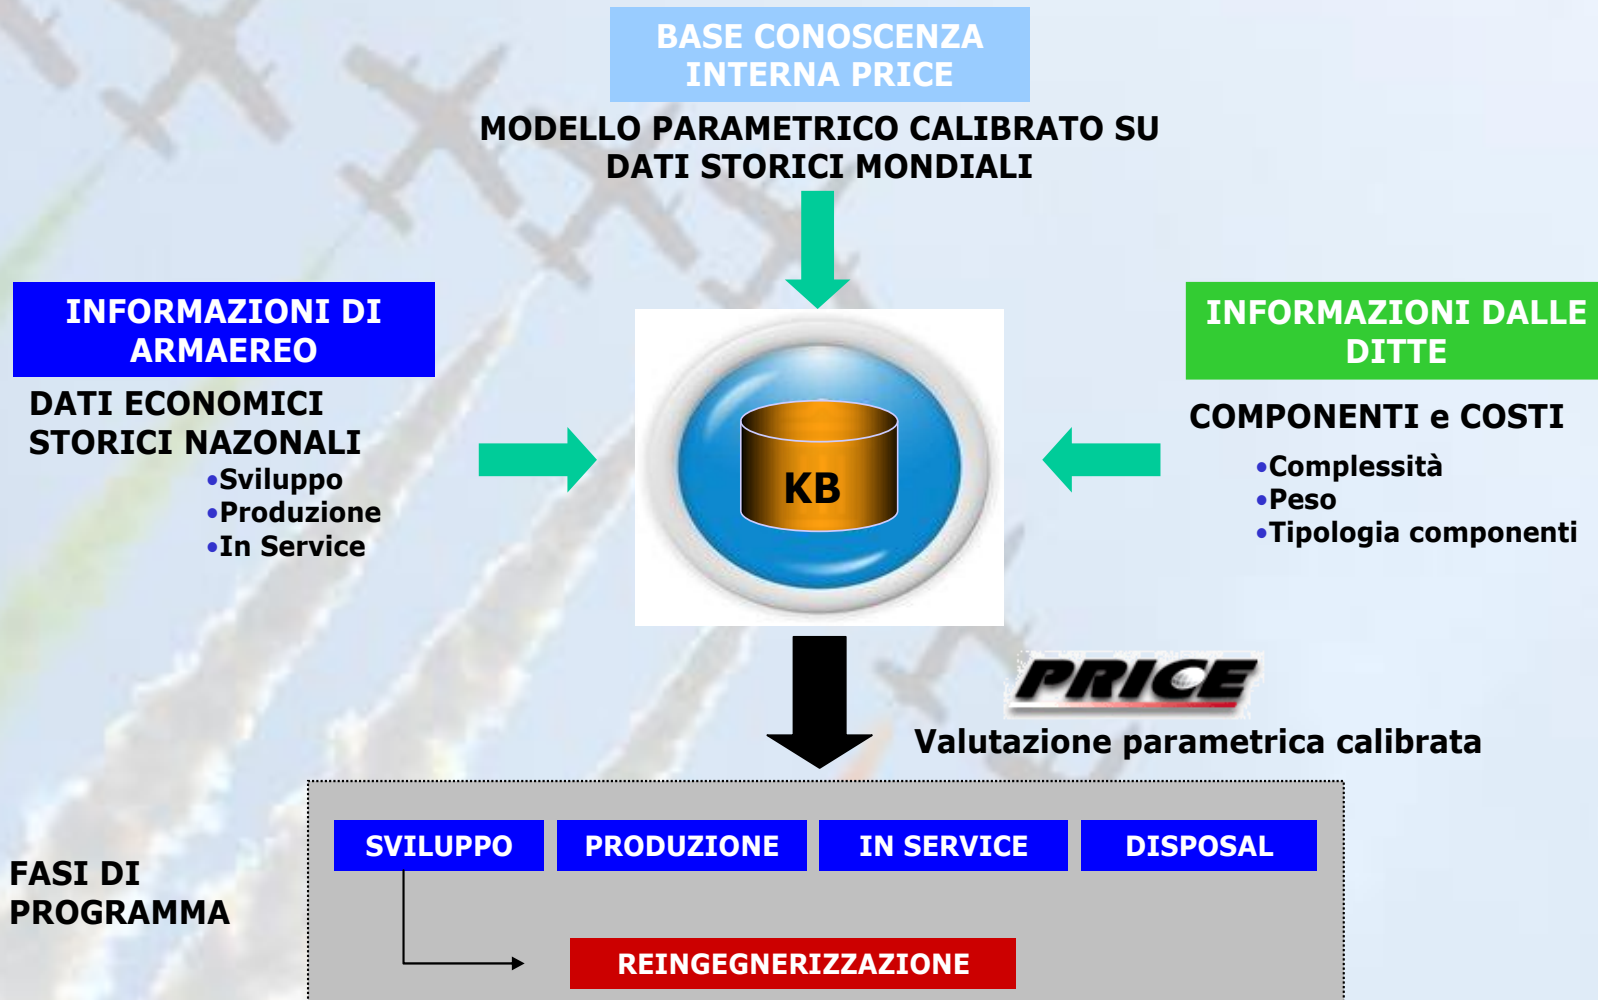 BASE CONOSCENZA
INTERNA PRICE
MODELLO PARAMETRICO CALIBRATO SU
DATI STORICI MONDIALI
INFORMAZIONI DI
ARMAEREO
DATI ECONOMICI
STORICI NAZONALI
•Sviluppo
•Produzione
•In Service
KB
INFORMAZIONI DALLE
DITTE
COMPONENTI e COSTI
•Complessità
•Peso
•Tipologia componenti
PRICE
Valutazione parametrica calibrata
FASI DI
PROGRAMMA
SVILUPPO
PRODUZIONE
IN SERVICE
DISPOSAL
REINGEGNERIZZAZIONE